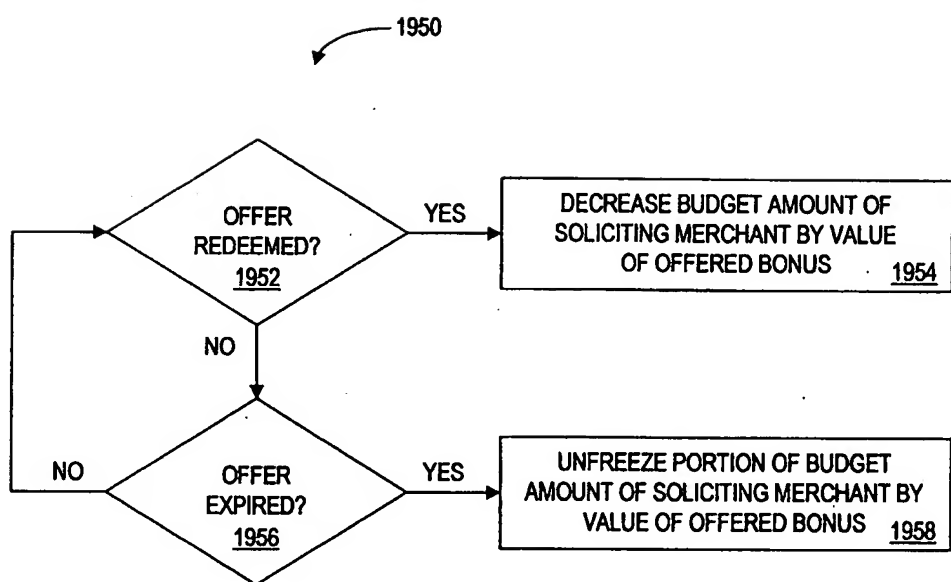 1950
OFFER
REDEEMED?
1952
YES
DECREASE BUDGET AMOUNT OF
SOLICITING MERCHANT BY VALUE
OF OFFERED BONUS
1954
NO
NO
OFFER
EXPIRED?
1956
YES
UNFREEZE PORTION OF BUDGET
AMOUNT OF SOLICITING MERCHANT BY
VALUE OF OFFERED BONUS
1958